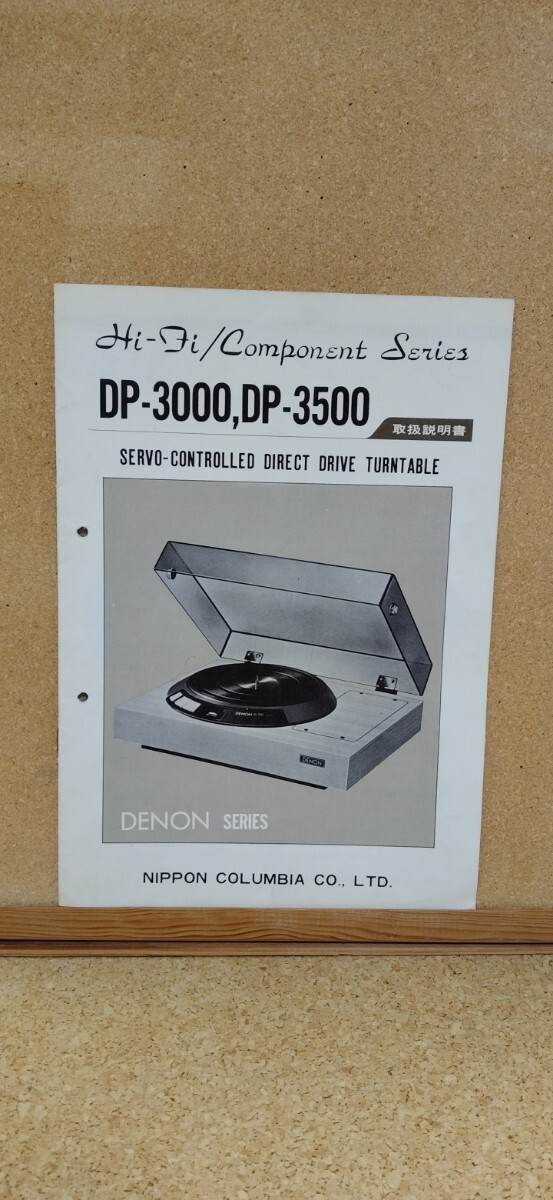 Hi-Fi/Component Series
DP-3000,DP-3500
取扱説明書
SERVO-CONTROLLED DIRECT DRIVE TURNTABLE
DENON
DENON
DENON SERIES
NIPPON COLUMBIA CO., LTD.